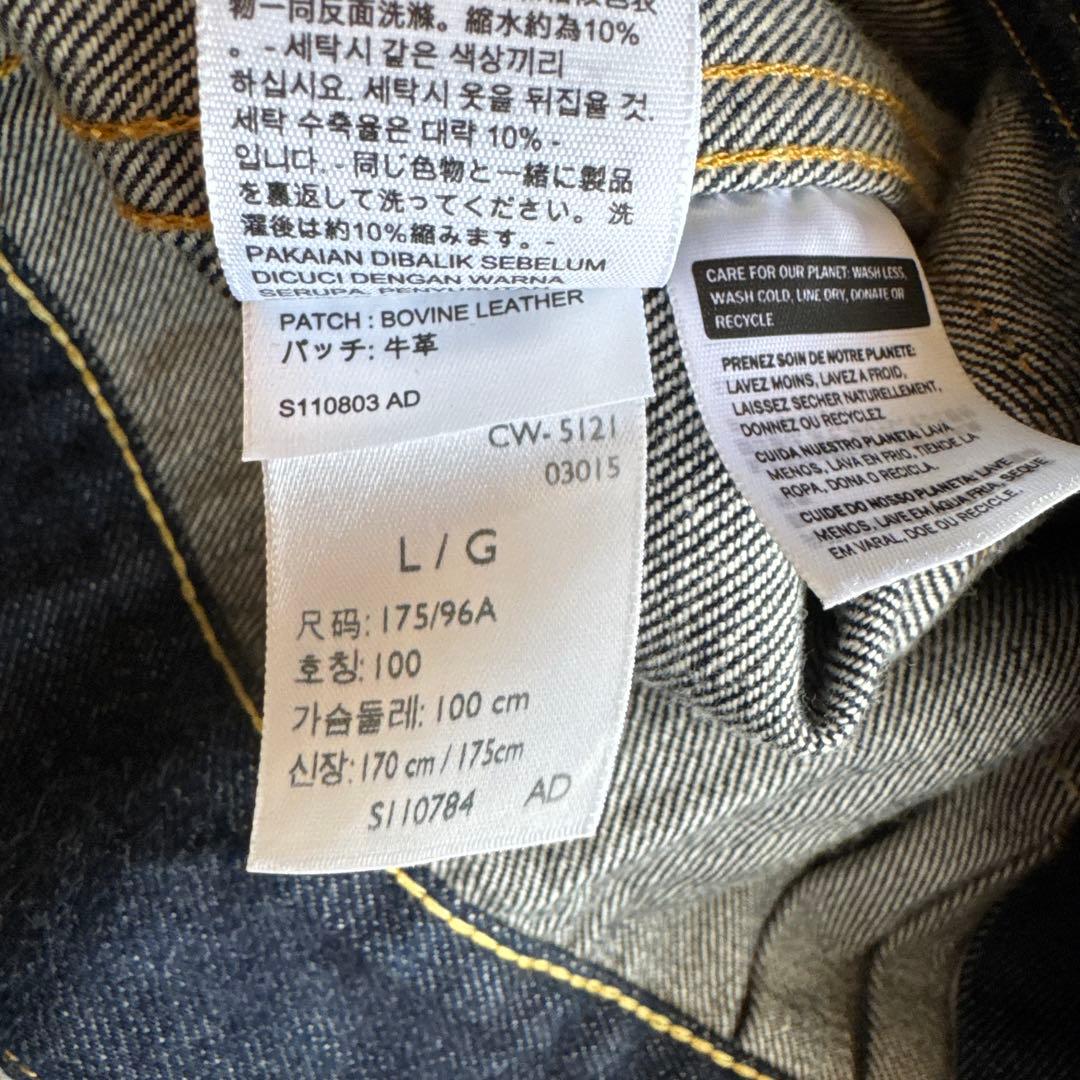 物一同反面洗滌。縮水約為10%
。- 세탁시 같은 색상끼리
하십시요. 세탁시 옷을 뒤집을 것.
세탁 수축율은 대략 10% -
입니다. - 同じ色物と一緒に製品
を裏返して洗ってください。 洗
濯後は約10%縮みます。-
PAKAIAN DIBALIK SEBELUM
DICUCI DENGAN WARNA
PATCH : BOVINE LEATHER
パッチ: 牛革
S110803 AD
CW- 5121
03015
L / G
尺码: 175/96A
호칭: 100
가슴둘레: 100 cm
신장: 170 cm / 175cm
S110784 AD
CARE FOR OUR PLANET: WASH LESS,
WASH COLD, LINE DRY, DONATE OR
RECYCLE
PRENEZ SOIN DE NOTRE PLANETE:
LAVEZ MOINS, LAVEZ A FROID,
LAISSEZ SECHER NATURELLEMENT,
DONNEZ OU RECYCLEZ
CUIDA NUESTRO PLANETA: LAVA
MENOS, LAVA EN FRIO, TIENDE LA
ROPA, DONA O RECICLA.
CUIDE DO NOSSO PLANETA: LAVE
MENOS, LAVE EM AGUA FRIA, SEQUE
EM VARAL, DOE OU RECICLE.